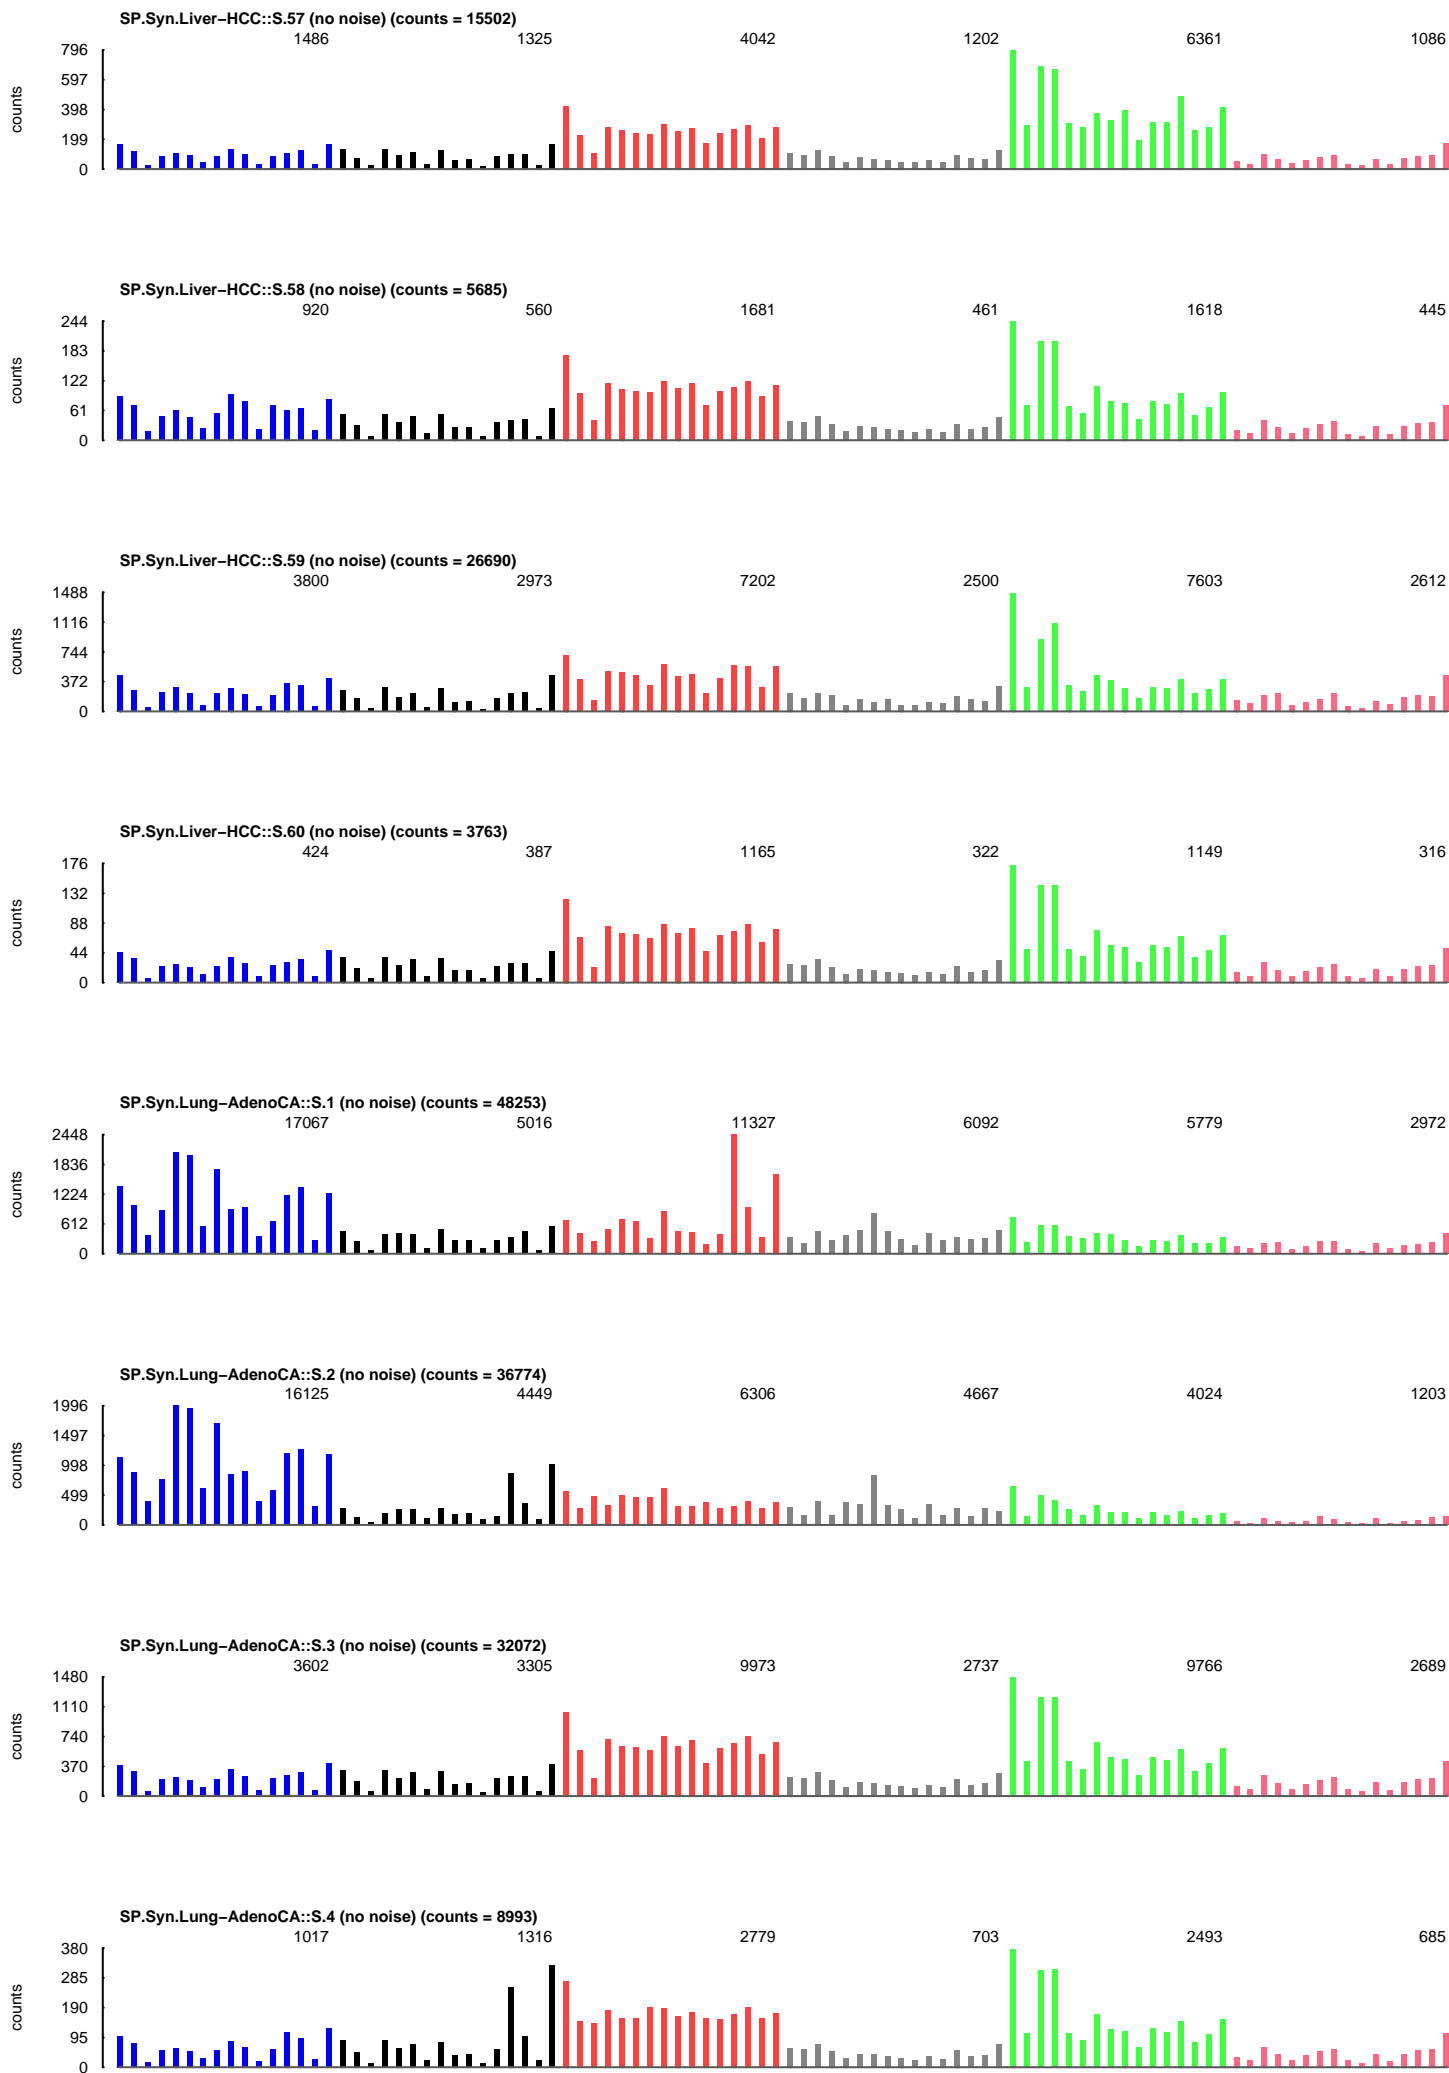 SP.Syn.Liver−HCC::S.57 (no noise) (counts = 15502)
1486 1325 4042 1202 6361 1086
796
597
398
199
0
counts
SP.Syn.Liver−HCC::S.58 (no noise) (counts = 5685)
920 560 1681 461 1618 445
244
183
122
61
0
counts
SP.Syn.Liver−HCC::S.59 (no noise) (counts = 26690)
3800 2973 7202 2500 7603 2612
1488
1116
744
372
0
counts
SP.Syn.Liver−HCC::S.60 (no noise) (counts = 3763)
424 387 1165 322 1149 316
176
132
88
44
0
counts
SP.Syn.Lung−AdenoCA::S.1 (no noise) (counts = 48253)
17067 5016 11327 6092 5779 2972
2448
1836
1224
612
0
counts
SP.Syn.Lung−AdenoCA::S.2 (no noise) (counts = 36774)
16125 4449 6306 4667 4024 1203
1996
1497
998
499
0
counts
SP.Syn.Lung−AdenoCA::S.3 (no noise) (counts = 32072)
3602 3305 9973 2737 9766 2689
1480
1110
740
370
0
counts
SP.Syn.Lung−AdenoCA::S.4 (no noise) (counts = 8993)
1017 1316 2779 703 2493 685
380
285
190
95
0
counts